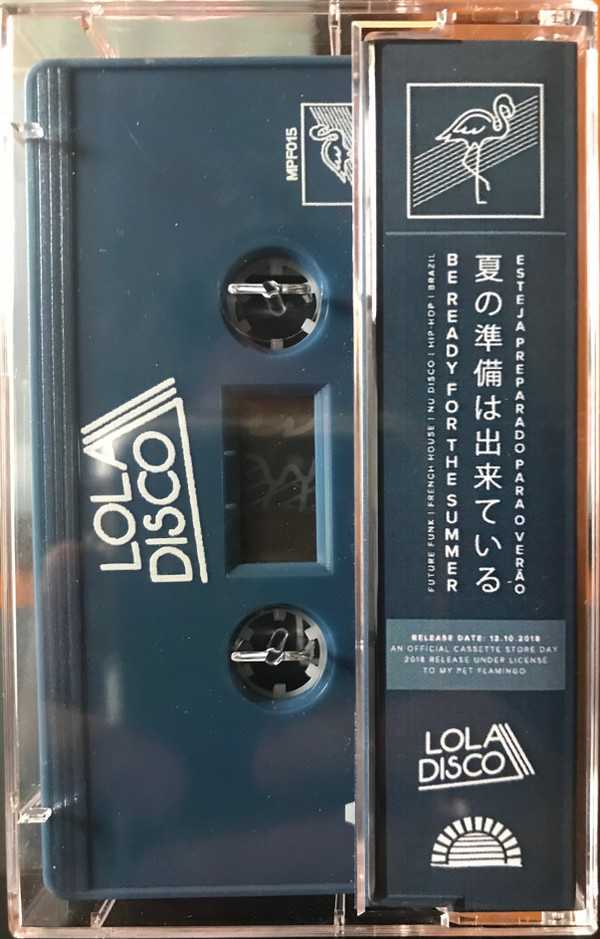 MPF015
LOLA
DISCO
ESTEJA PREPARADO PARA O VERÃO
夏の準備は出来ている
BE READY FOR THE SUMMER
FUTURE FUNK | FRENCH HOUSE | NU DISCO | HIP-HOP | BRAZIL
RELEASE DATE: 13.10.2018
AN OFFICIAL CASSETTE STORE DAY
2018 RELEASE UNDER LICENSE
TO MY PET FLAMINGO
LOLA
DISCO